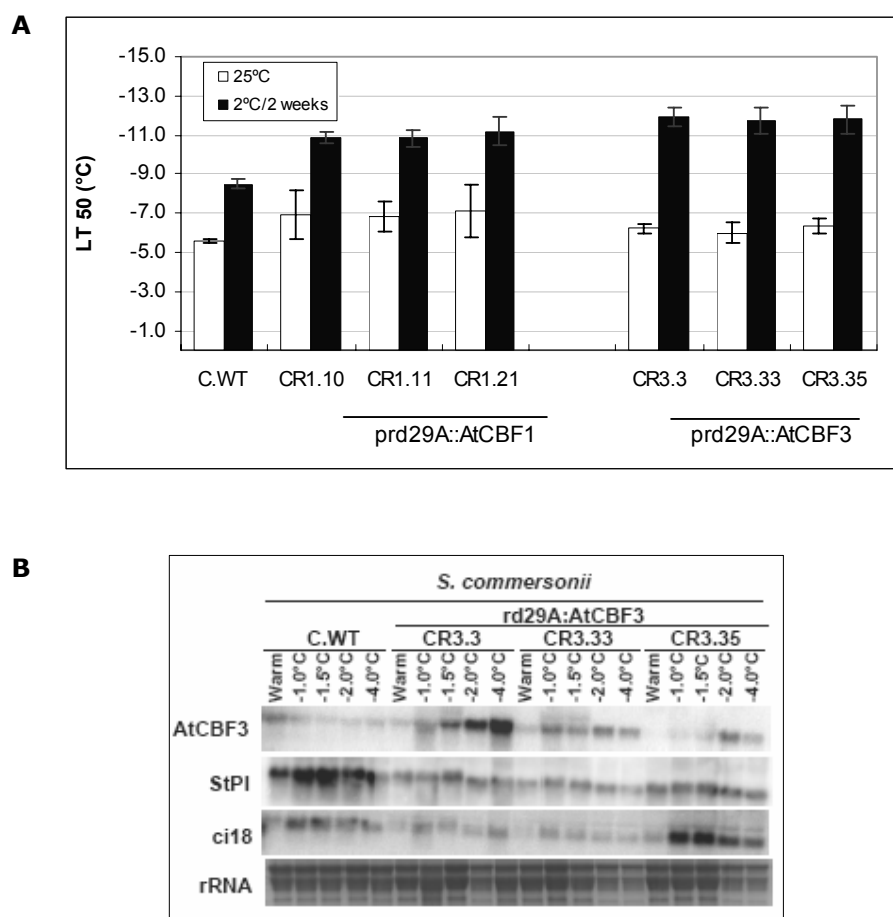 A
-15.0
-13.0
-11.0
-9.0
-7.0
-5.0
-3.0
-1.0
LT 50 (°C)
25ºC
2ºC/2 weeks
C.WT CR1.10 CR1.11 CR1.21 CR3.3 CR3.33 CR3.35
prd29A::AtCBF1 prd29A::AtCBF3
B
S. commersonii
rd29A:AtCBF3
C.WT CR3.3 CR3.33 CR3.35
Warm -1.0°C -1.5°C -2.0°C -4.0°C Warm -1.0°C -1.5°C -2.0°C -4.0°C Warm -1.0°C -1.5°C -2.0°C -4.0°C Warm -1.0°C -1.5°C -2.0°C -4.0°C
AtCBF3
StPI
ci18
rRNA